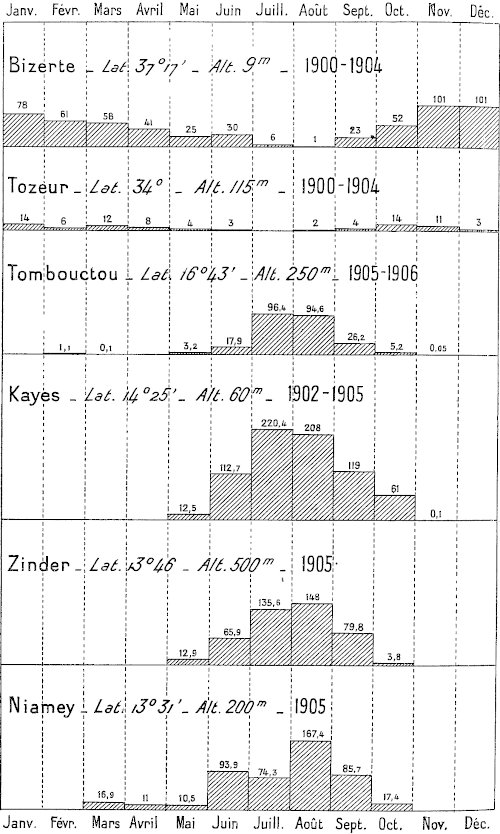 Janv. Févr. Mars Avril Mai Juin Juill. Août Sept. Oct. Nov. Déc.
Bizerte - Lat. 37°17' - Alt. 9m - 1900-1904
78 61 58 41 25 30 6 1 23 52 101 101
Tozeur - Lat. 34° - Alt. 115m - 1900-1904
14 6 12 8 4 3 2 4 14 11 3
Tombouctou - Lat. 16°43' - Alt. 250m - 1905-1906
1,1 0,1 3,2 17,9 96,4 94,6 26,2 5,2 0,05
Kayes - Lat. 14°25' - Alt. 60m - 1902-1905
12,5 112,7 220,4 208 119 61 0,1
Zinder - Lat. 13°46 - Alt. 500m - 1905
12,9 65,9 135,6 148 79,8 3,8
Niamey - Lat. 13°31' - Alt. 200m - 1905
16,9 11 10,5 93,9 74,3 167,4 85,7 17,4
Janv. Févr. Mars Avril Mai Juin Juill. Août Sept. Oct. Nov. Déc.